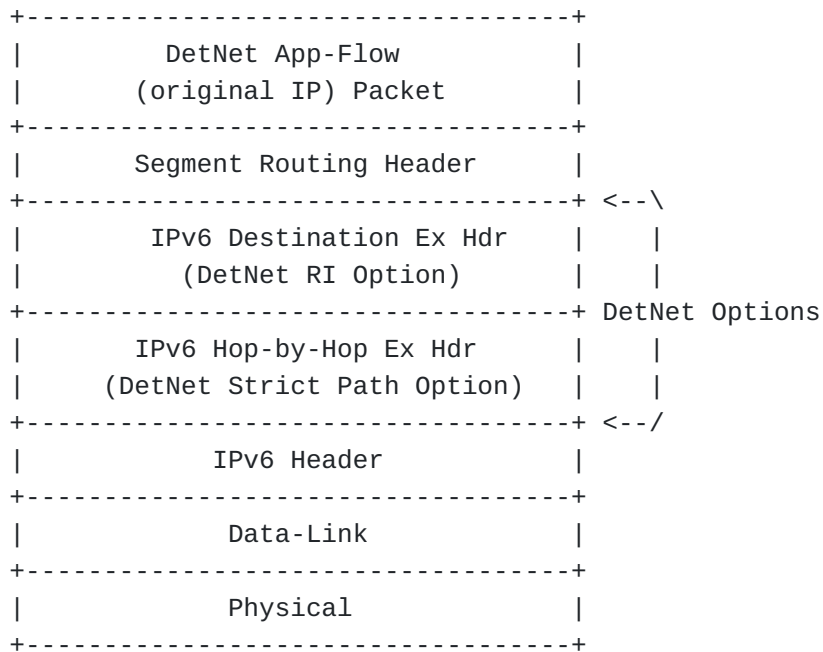 +-----------------------------------+
|         DetNet App-Flow           |
|       (original IP) Packet        |
+-----------------------------------+
|       Segment Routing Header      |
+-----------------------------------+ <--\
|        IPv6 Destination Ex Hdr    |    |
|          (DetNet RI Option)       |    |
+-----------------------------------+ DetNet Options
|       IPv6 Hop-by-Hop Ex Hdr      |    |
|     (DetNet Strict Path Option)   |    |
+-----------------------------------+ <--/
|            IPv6 Header            |
+-----------------------------------+
|             Data-Link             |
+-----------------------------------+
|             Physical              |
+-----------------------------------+